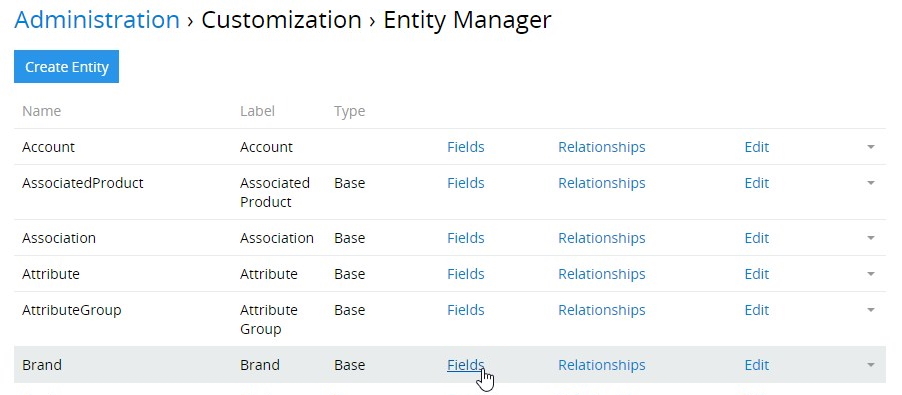 Administration › Customization › Entity Manager
Create Entity
Name Label Type
Account Account Fields Relationships Edit
AssociatedProduct Associated Base Fields Relationships Edit
Product
Association Association Base Fields Relationships Edit
Attribute Attribute Base Fields Relationships Edit
AttributeGroup Attribute Base Fields Relationships Edit
Group
Brand Brand Base Fields Relationships Edit